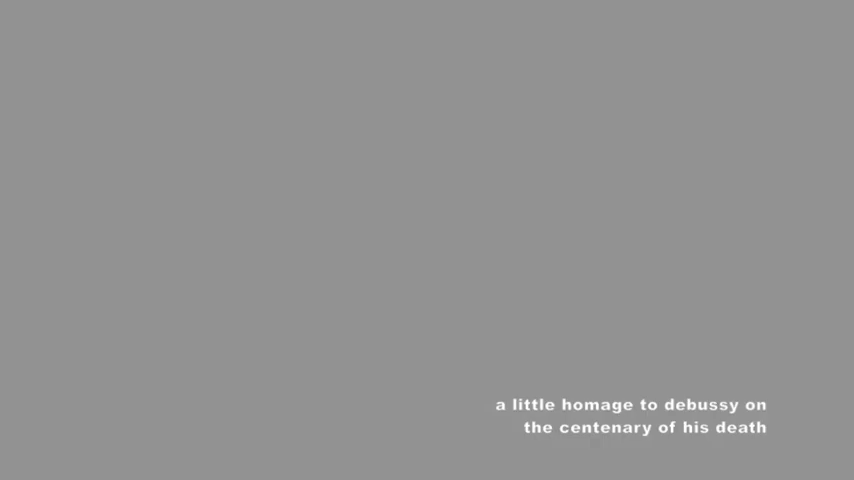 a little homage to debussy on
the centenary of his death